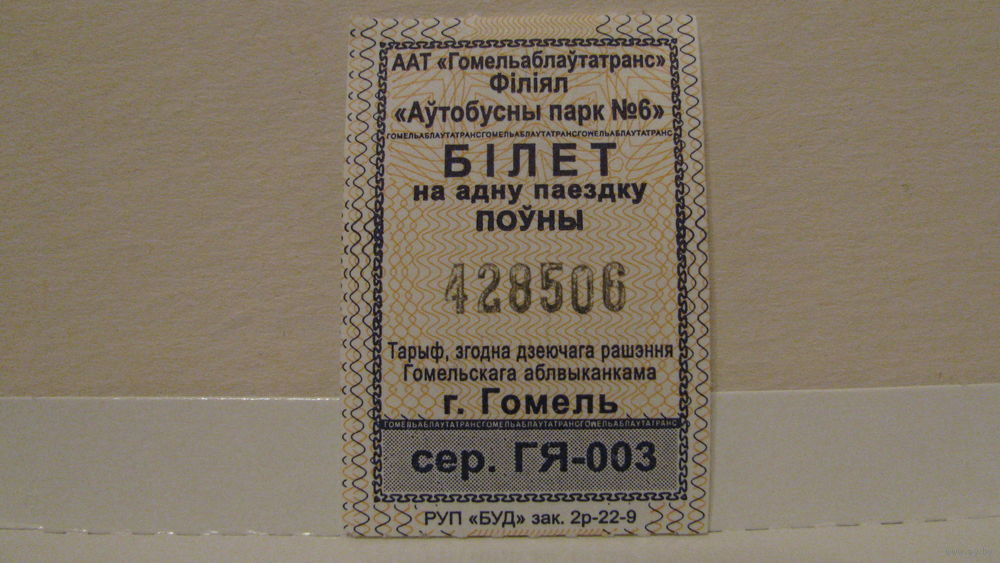 ААТ «Гомельаблаўтатранс»
Філіял
«Аўтобусны парк №6»
ГОМЕЛЬАБЛАЎТАТРАНСГОМЕЛЬАБЛАЎТАТРАНСГОМЕЛЬАБЛАЎТАТРАНС
БІЛЕТ
на адну паездку
ПОЎНЫ
428506
Тарыф, згодна дзеючага рашэння
Гомельскага аблвыканкама
г. Гомель
ГОМЕЛЬАБЛАЎТАТРАНСГОМЕЛЬАБЛАЎТАТРАНСГОМЕЛЬАБЛАЎТАТРАНС
сер. ГЯ-003
РУП «БУД» зак. 2р-22-9